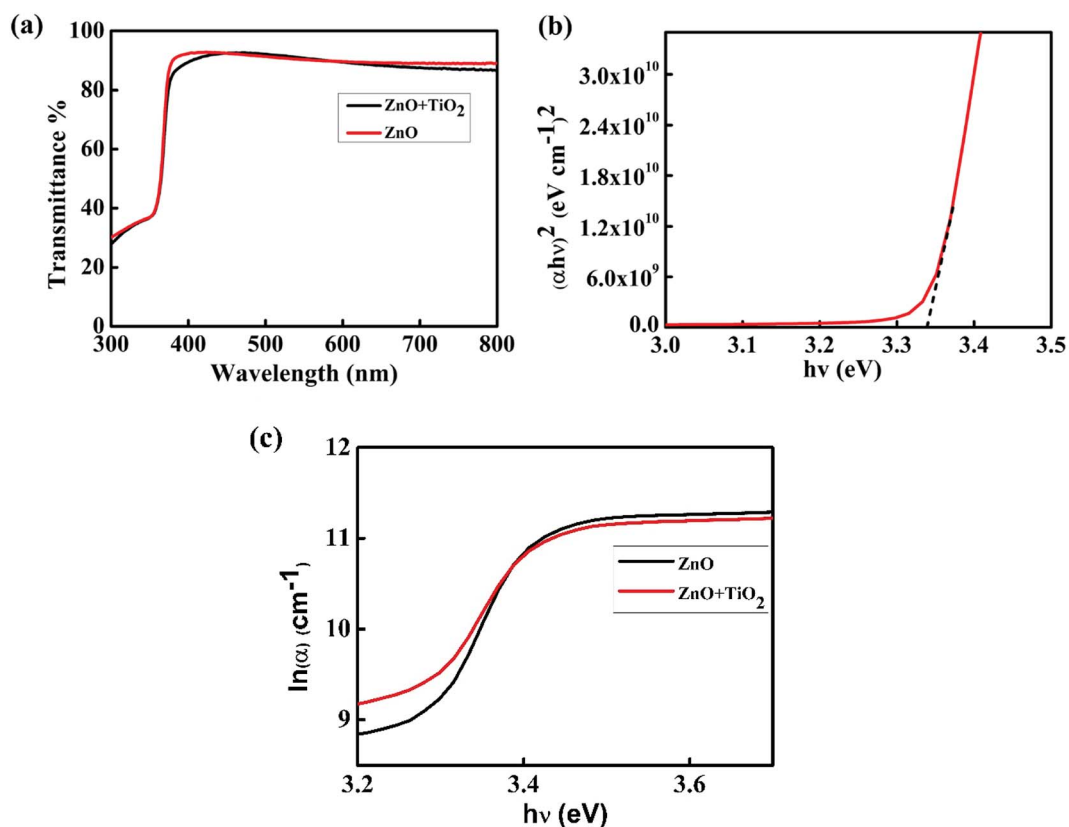 (a)
100
80
60
40
20
0
Transmittance %
ZnO+TiO2
ZnO
300 400 500 600 700 800
Wavelength (nm)
(b)
3.0x10^10
2.4x10^10
1.8x10^10
1.2x10^10
6.0x10^9
0.0
(αhν)^2 (eV cm^-1)^2
3.0 3.1 3.2 3.3 3.4 3.5
hν (eV)
(c)
12
11
10
9
ln(α) (cm^-1)
ZnO
ZnO+TiO2
3.2 3.4 3.6
hν (eV)